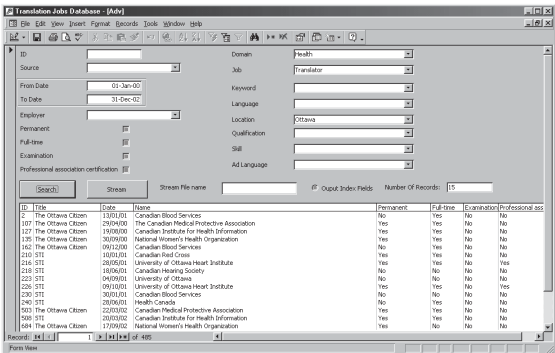 Translation Jobs Database - [Adv]
File Edit View Insert Format Records Tools Window Help
ID
Domain Health
Source
Job Translator
From Date 01-Jan-00
Keyword
To Date 31-Dec-02
Language
Employer
Location Ottawa
Permanent
Qualification
Full-time
Skill
Examination
Ad Language
Professional association certification
Search Stream Stream File name Ouput Index Fields Number Of Records: 15
ID Title Date Name Permanent Full-time Examination Professional ass
2 The Ottawa Citizen 13/01/01 Canadian Blood Services No Yes No No
107 The Ottawa Citizen 29/04/00 The Canadian Medical Protective Association Yes Yes No No
127 The Ottawa Citizen 19/08/00 Canadian Institute for Health Information Yes Yes No No
135 The Ottawa Citizen 30/09/00 National Women's Health Organization Yes Yes No No
162 The Ottawa Citizen 09/12/00 Canadian Blood Services No Yes No No
210 STI 10/01/01 Canadian Red Cross Yes Yes No No
216 STI 28/05/01 University of Ottawa Heart Institute Yes Yes No Yes
218 STI 18/06/01 Canadian Hearing Society No No No No
223 STI 04/09/01 University of Ottawa No No No No
226 STI 09/10/01 University of Ottawa Heart Institute Yes Yes No Yes
230 STI 30/01/01 Canadian Blood Services No No No No
240 STI 28/06/01 Health Canada No Yes No No
503 The Ottawa Citizen 22/03/02 Canadian Medical Protective Association Yes Yes No No
508 STI 20/03/02 Canadian Institute for Health Information Yes Yes No No
684 The Ottawa Citizen 17/09/02 National Women's Health Organization Yes Yes No No
Record: 1 of 485
Form View